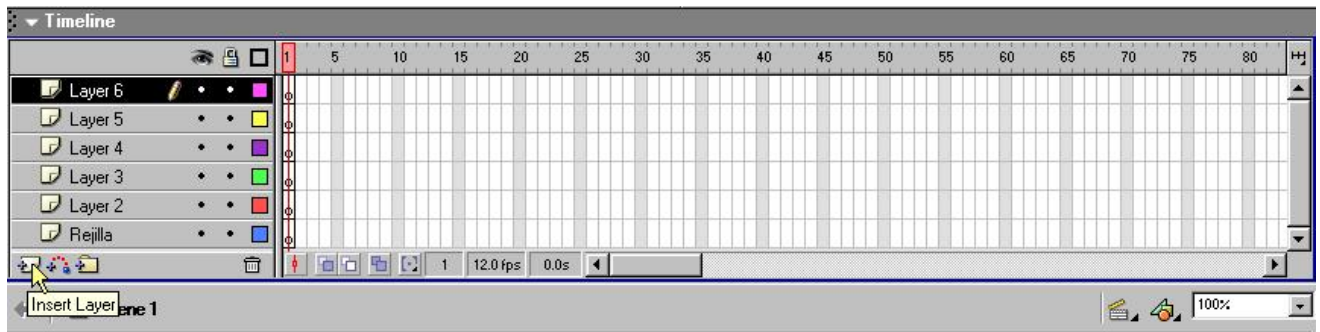 Timeline
1 5 10 15 20 25 30 35 40 45 50 55 60 65 70 75 80
Layer 6
Layer 5
Layer 4
Layer 3
Layer 2
Rejilla
1 12.0 fps 0.0s
Insert Layer
ene 1 100%